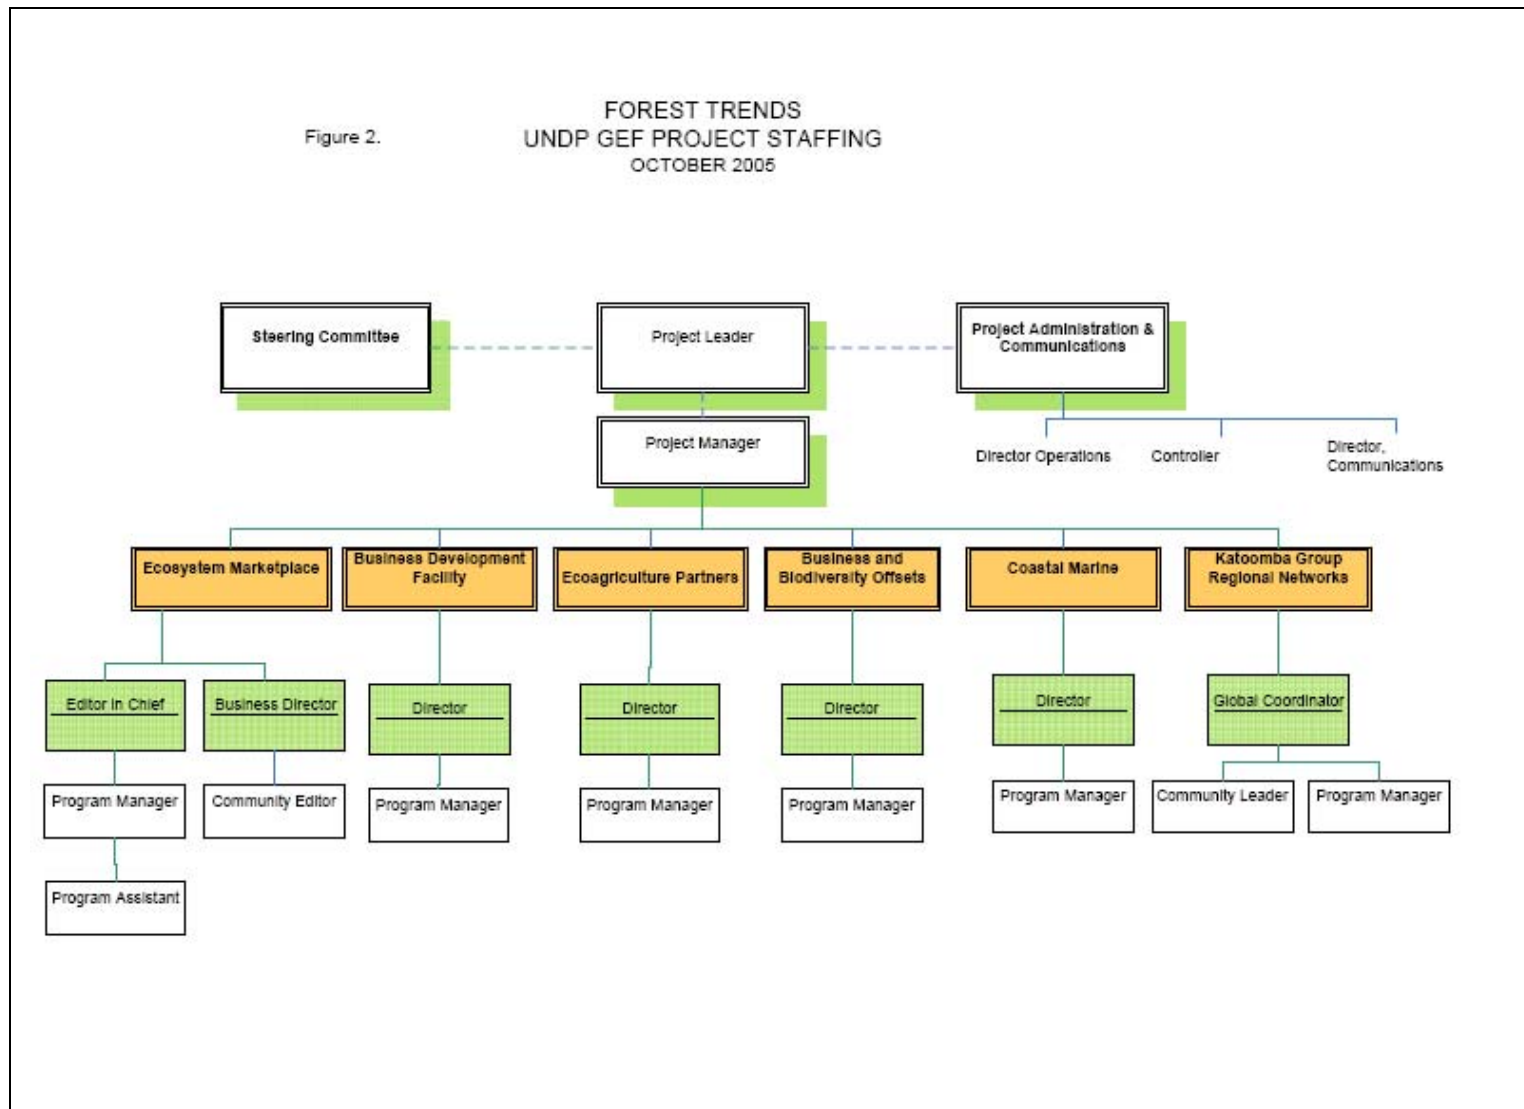 Figure 2.
FOREST TRENDS
UNDP GEF PROJECT STAFFING
OCTOBER 2005
Steering Committee
Project Leader
Project Administration &
Communications
Project Manager
Director Operations
Controller
Director,
Communications
Ecosystem Marketplace
Business Development
Facility
Ecoagriculture Partners
Business and
Biodiversity Offsets
Coastal Marine
Katoomba Group
Regional Networks
Editor in Chief
Business Director
Director
Director
Director
Director
Global Coordinator
Program Manager
Community Editor
Program Manager
Program Manager
Program Manager
Program Manager
Community Leader
Program Manager
Program Assistant